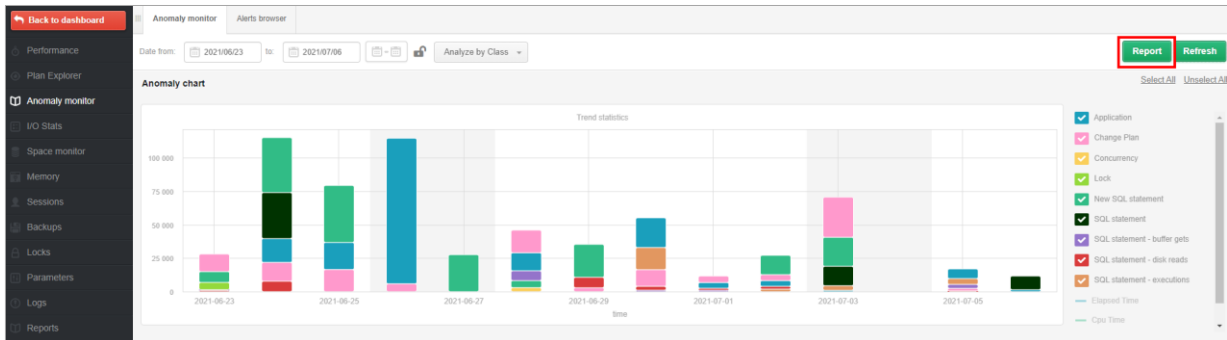 Back to dashboard
Performance
Plan Explorer
Anomaly monitor
I/O Stats
Space monitor
Memory
Sessions
Backups
Locks
Parameters
Logs
Reports
Anomaly monitor Alerts browser
Date from: 2021/06/23 to: 2021/07/06 - Analyze by Class Report Refresh
Anomaly chart Select All Unselect All
Trend statistics
100 000
75 000
50 000
25 000
0
2021-06-23 2021-06-25 2021-06-27 2021-06-29 2021-07-01 2021-07-03 2021-07-05
time
Application
Change Plan
Concurrency
Lock
New SQL statement
SQL statement
SQL statement - buffer gets
SQL statement - disk reads
SQL statement - executions
Elapsed Time
Cpu Time